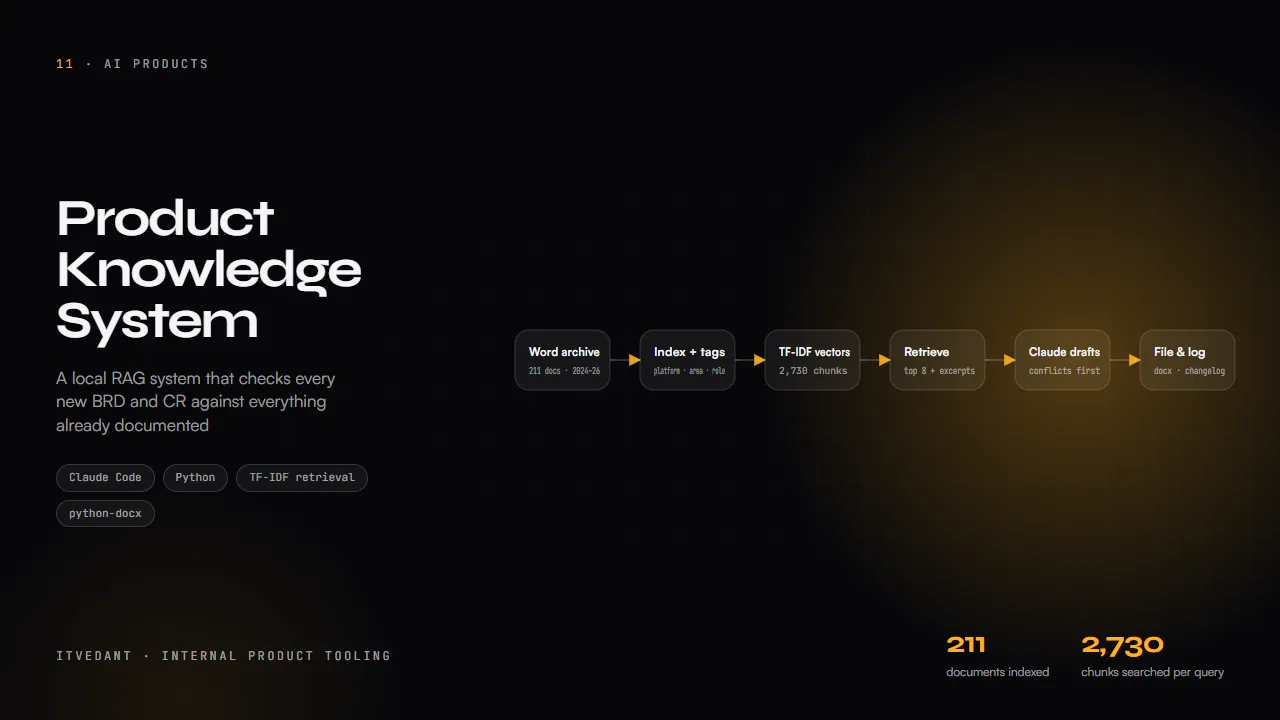 11 · AI PRODUCTS
Product
Knowledge
System
A local RAG system that checks every
new BRD and CR against everything
already documented
Claude Code
Python
TF-IDF retrieval
python-docx
Word archive
211 docs · 2024-26
Index + tags
platform · area · role
TF-IDF vectors
2,730 chunks
Retrieve
top 8 + excerpts
Claude drafts
conflicts first
File & log
docx · changelog
ITVEDANT · INTERNAL PRODUCT TOOLING
211
documents indexed
2,730
chunks searched per query